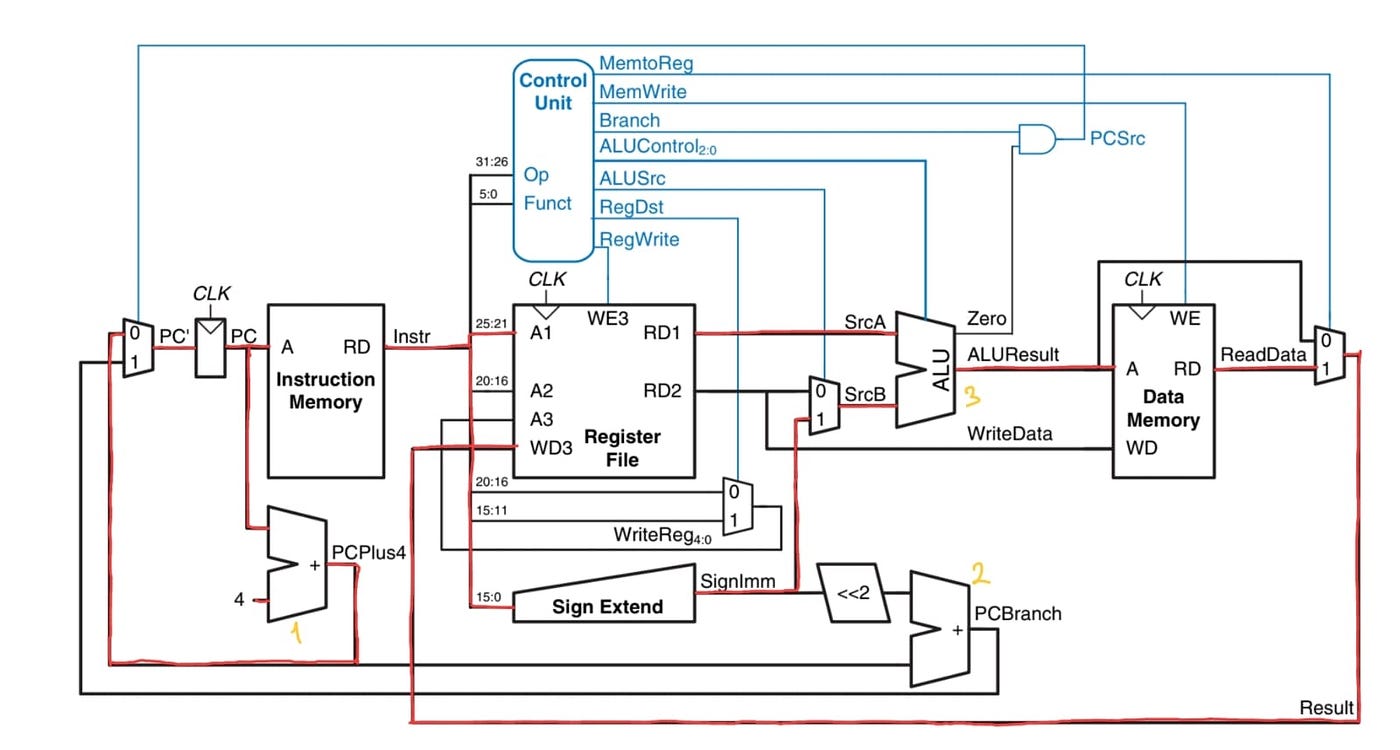 MemtoReg
Control
Unit
MemWrite
Branch
PCSrc
ALUControl2:0
31:26
Op
ALUSrc
5:0
Funct
RegDst
RegWrite
CLK
CLK
CLK
0
1
PC'
PC
A
RD
Instruction
Memory
Instr
25:21
A1
WE3
RD1
SrcA
Zero
ALU
ALUResult
WE
A
RD
Data
Memory
WD
ReadData
0
1
20:16
A2
RD2
0
1
SrcB
3
A3
WD3
Register
File
WriteData
20:16
15:11
0
1
WriteReg4:0
PCPlus4
+
4
1
15:0
Sign Extend
SignImm
<<2
2
+
PCBranch
Result